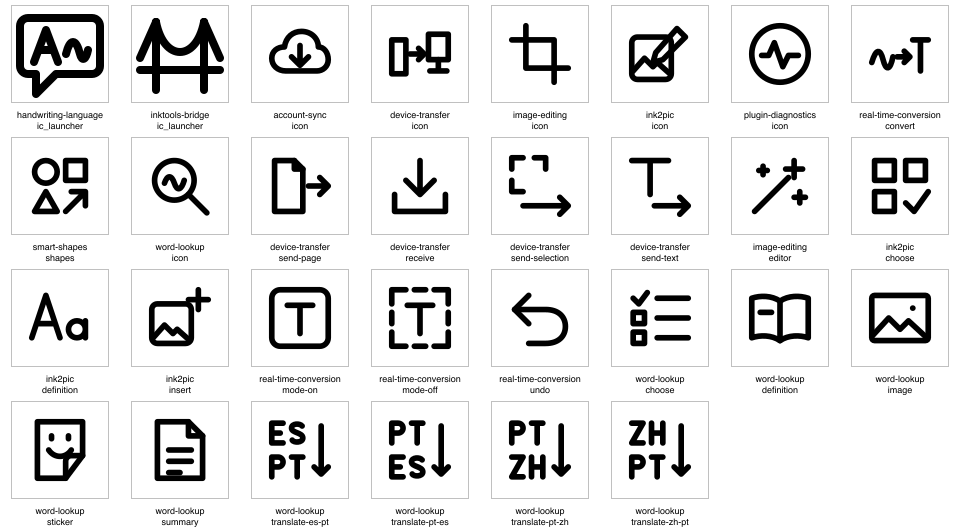 An
T
handwriting-language
ic_launcher
inktools-bridge
ic_launcher
account-sync
icon
device-transfer
icon
image-editing
icon
ink2pic
icon
plugin-diagnostics
icon
real-time-conversion
convert
smart-shapes
shapes
word-lookup
icon
device-transfer
send-page
device-transfer
receive
T
device-transfer
send-selection
device-transfer
send-text
image-editing
editor
ink2pic
choose
Aa
T
T
ink2pic
definition
ink2pic
insert
real-time-conversion
mode-on
real-time-conversion
mode-off
real-time-conversion
undo
word-lookup
choose
word-lookup
definition
word-lookup
image
ES
PT
PT
ES
PT
ZH
ZH
PT
word-lookup
sticker
word-lookup
summary
word-lookup
translate-es-pt
word-lookup
translate-pt-es
word-lookup
translate-pt-zh
word-lookup
translate-zh-pt